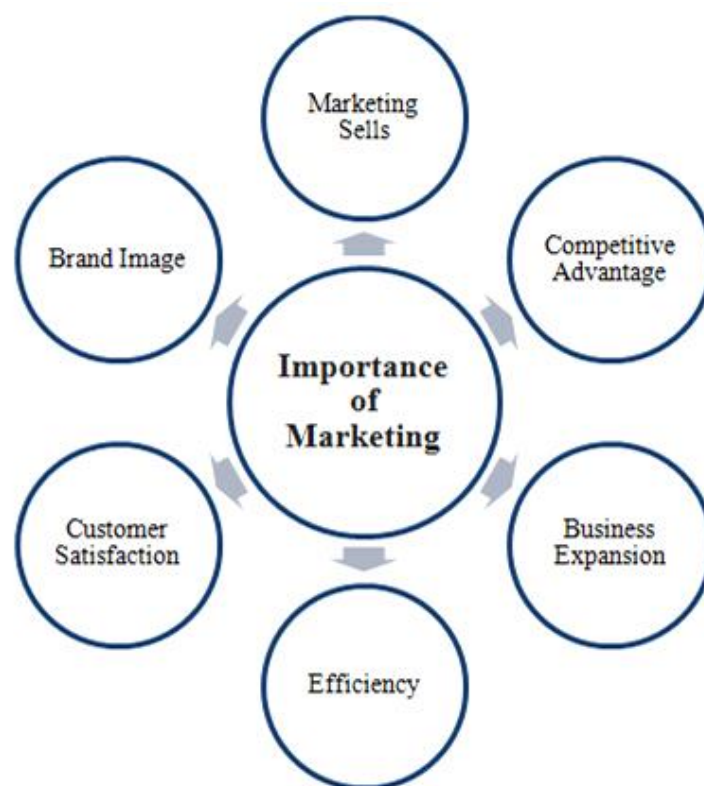 Marketing
Sells
Competitive
Advantage
Business
Expansion
Efficiency
Customer
Satisfaction
Brand Image
Importance
of
Marketing